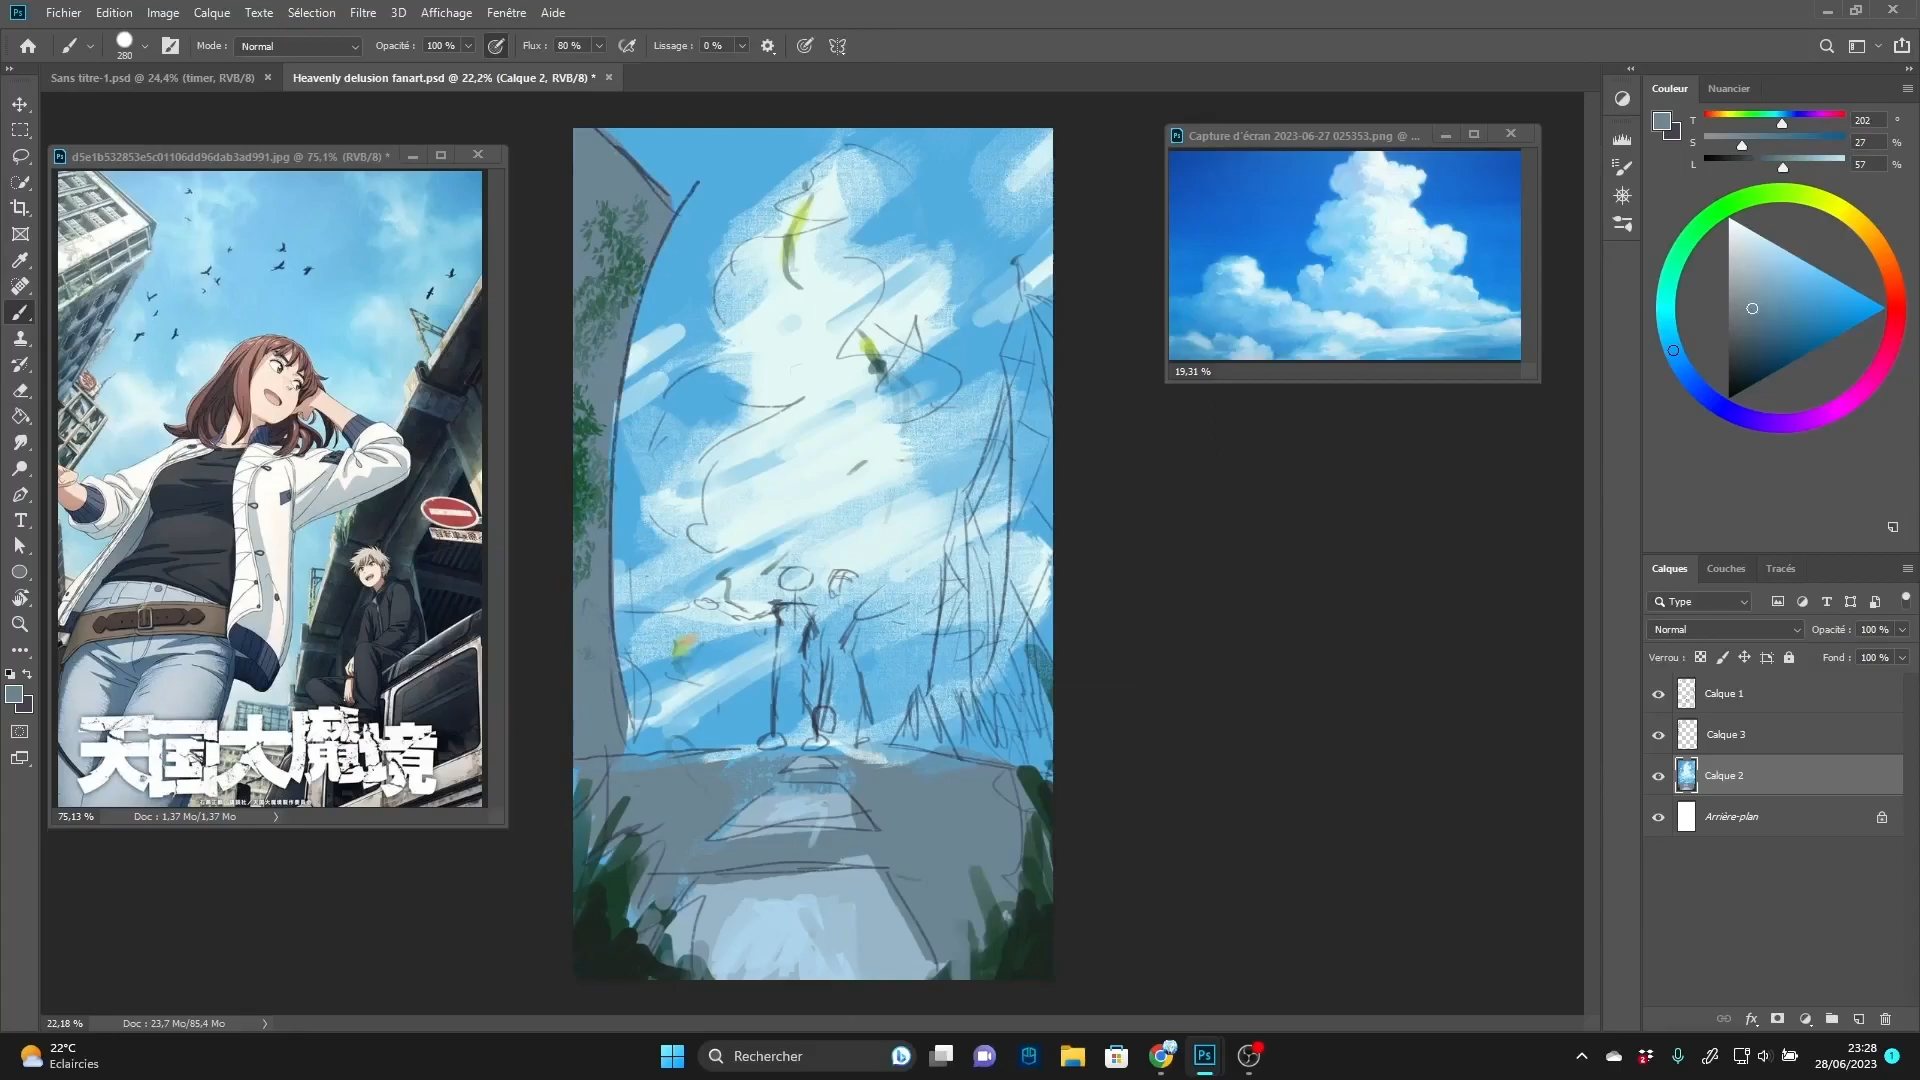 Ps
Fichier Edition Image Calque Texte Sélection Filtre 3D Affichage Fenêtre Aide
280
Mode : Normal
Opacité : 100 %
Flux : 80 %
Lissage : 0 %
Sans titre-1.psd @ 24,4% (timer, RVB/8) ×
Heavenly delusion fanart.psd @ 22,2% (Calque 2, RVB/8) * ×
d5e1b532853e5c01106dd96dab3ad991.jpg @ 75,1% (RVB/8) *
天国大魔境
75,13 %
Doc : 1,37 Mo/1,37 Mo
Capture d'écran 2023-06-27 025353.png @ ...
19,31 %
Couleur Nuancier
T 202 °
S 27 %
L 57 %
Calques Couches Tracés
Type
Normal
Opacité : 100 %
Verrou :
Fond : 100 %
Calque 1
Calque 3
Calque 2
Arrière-plan
22,18 %
Doc : 23,7 Mo/85,4 Mo
22°C
Eclaircies
Rechercher
Ps
2
23:28
28/06/2023
1